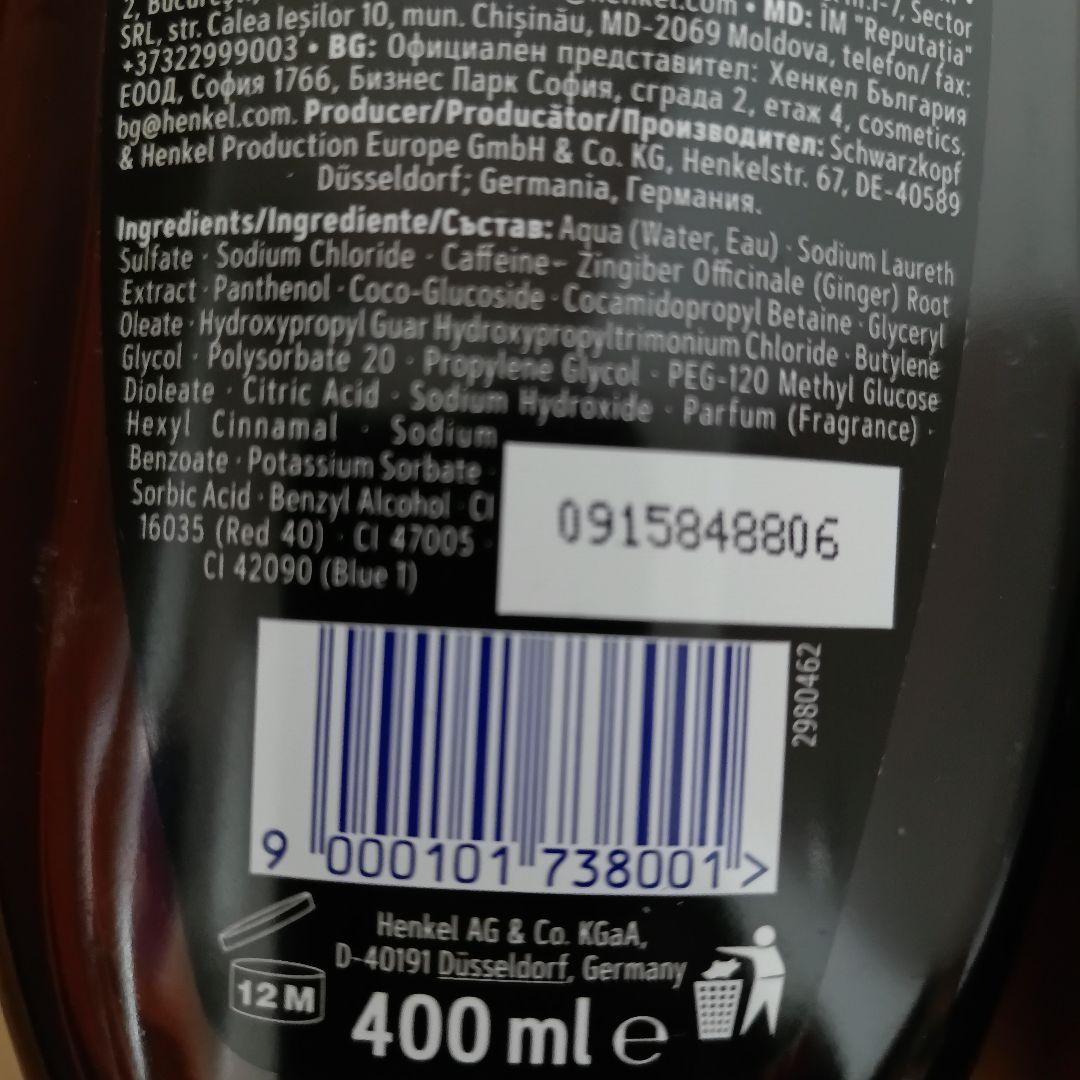 SRL, str. Calea Ieșilor 10, mun. Chișinău, MD-2069 Moldova, telefon/ fax:
+37322999003 • BG: Официален представител: Хенкел България
ЕООД, София 1766, Бизнес Парк София, сграда 2, етаж 4, cosmetics.
bg@henkel.com. Producer/Producător/Производител: Schwarzkopf
& Henkel Production Europe GmbH & Co. KG, Henkelstr. 67, DE-40589
Düsseldorf; Germania, Германия.
Ingredients/Ingrediente/Състав: Aqua (Water, Eau) · Sodium Laureth
Sulfate · Sodium Chloride · Caffeine · Zingiber Officinale (Ginger) Root
Extract · Panthenol · Coco-Glucoside · Cocamidopropyl Betaine · Glyceryl
Oleate · Hydroxypropyl Guar Hydroxypropyltrimonium Chloride · Butylene
Glycol · Polysorbate 20 · Propylene Glycol · PEG-120 Methyl Glucose
Dioleate · Citric Acid · Sodium Hydroxide · Parfum (Fragrance) ·
Hexyl Cinnamal · Sodium
Benzoate · Potassium Sorbate ·
Sorbic Acid · Benzyl Alcohol · CI
16035 (Red 40) · CI 47005 ·
CI 42090 (Blue 1)
0915848806
2980462
9 000101 738001 >
Henkel AG & Co. KGaA,
D-40191 Düsseldorf, Germany
12 M
400 ml e